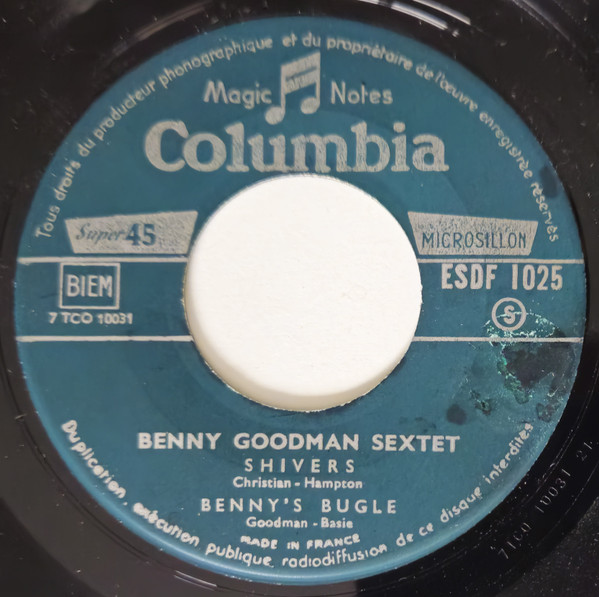 Tous droits du producteur phonographique et du propriétaire de l'œuvre enregistrée réservés
Magic Notes
Columbia
Super 45
MICROSILLON
BIEM
ESDF 1025
7 TCO 10031
S
BENNY GOODMAN SEXTET
SHIVERS
Christian - Hampton
BENNY'S BUGLE
Goodman - Basie
MADE IN FRANCE
Duplication, exécution publique, radiodiffusion de ce disque interdites
7TCO 10031 21